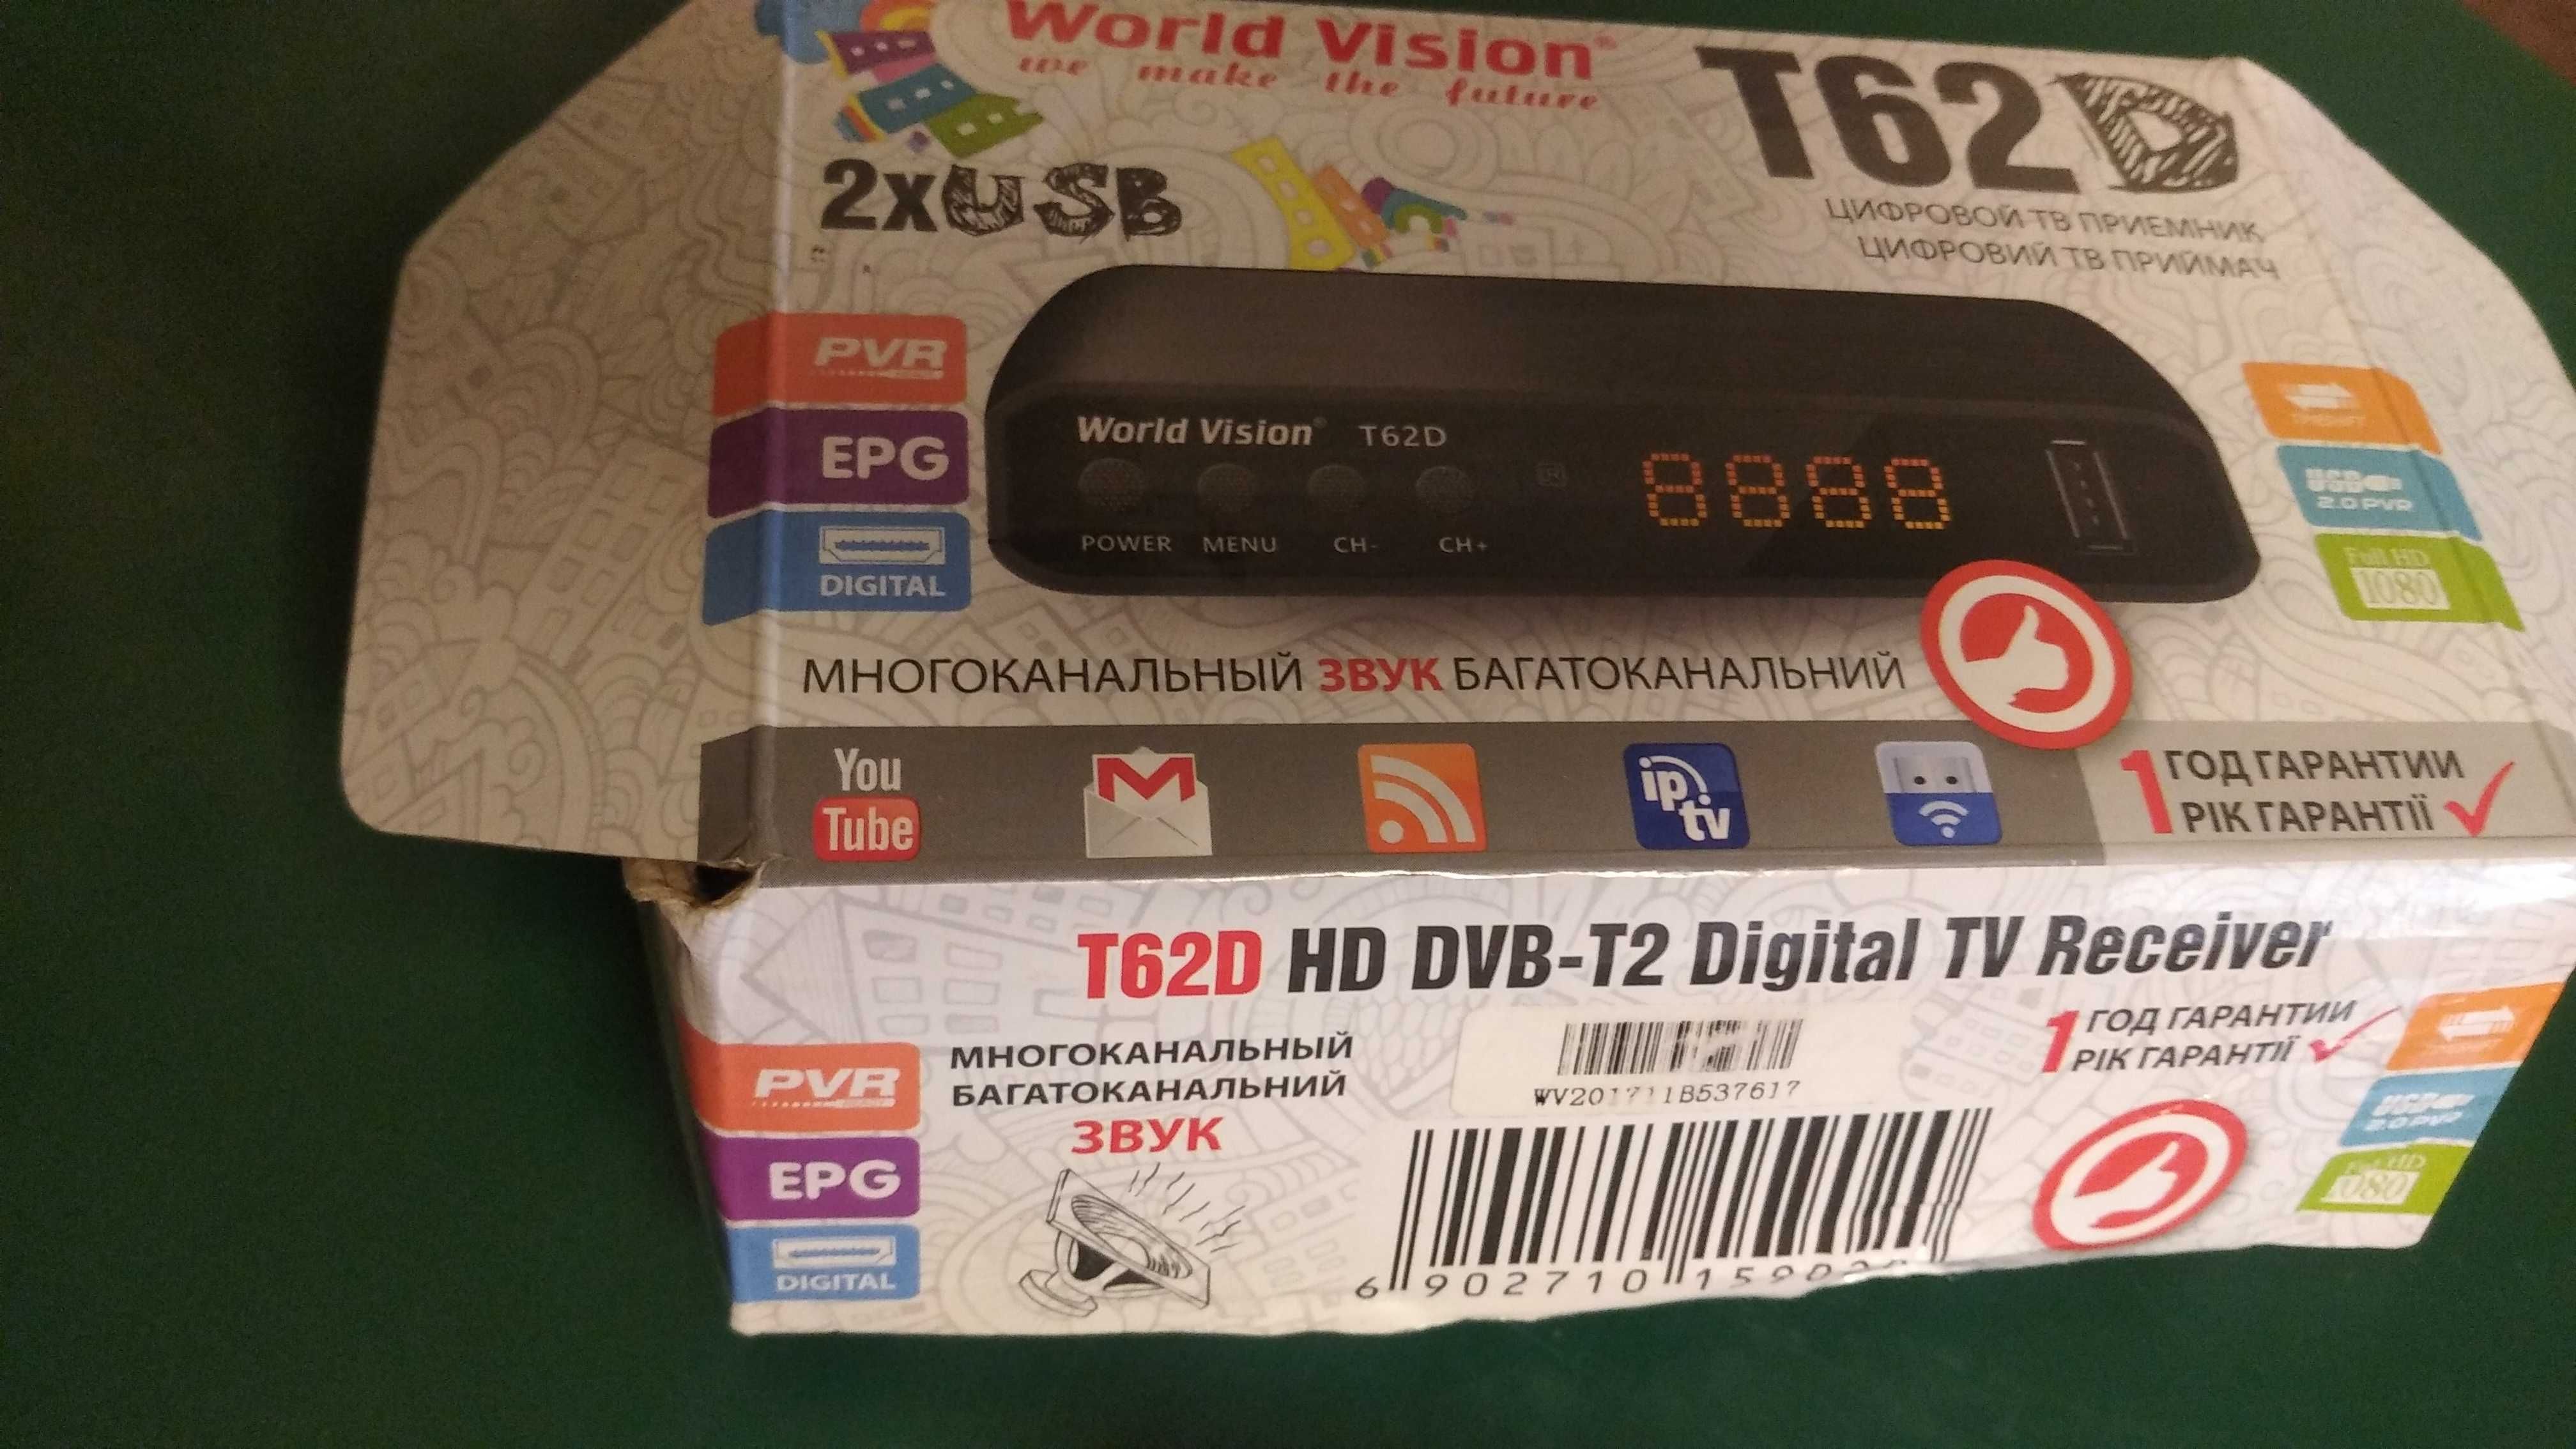 World Vision®
we make the future
T62D
2xUSB
ЦИФРОВОЙ ТВ ПРИЕМНИК
ЦИФРОВИЙ ТВ ПРИЙМАЧ
PVR
EPG
DIGITAL
World Vision® T62D
POWER MENU CH- CH+
8888
USB
2.0 PVR
Full HD
1080
МНОГОКАНАЛЬНЫЙ ЗВУК БАГАТОКАНАЛЬНИЙ
You
Tube
ip
tv
1 ГОД ГАРАНТИИ
РІК ГАРАНТІЇ
T62D HD DVB-T2 Digital TV Receiver
МНОГОКАНАЛЬНЫЙ
БАГАТОКАНАЛЬНИЙ
ЗВУК
PVR
EPG
DIGITAL
WV201711B537617
1 ГОД ГАРАНТИИ
РІК ГАРАНТІЇ
USB
2.0 PVR
Full HD
1080
6 902710